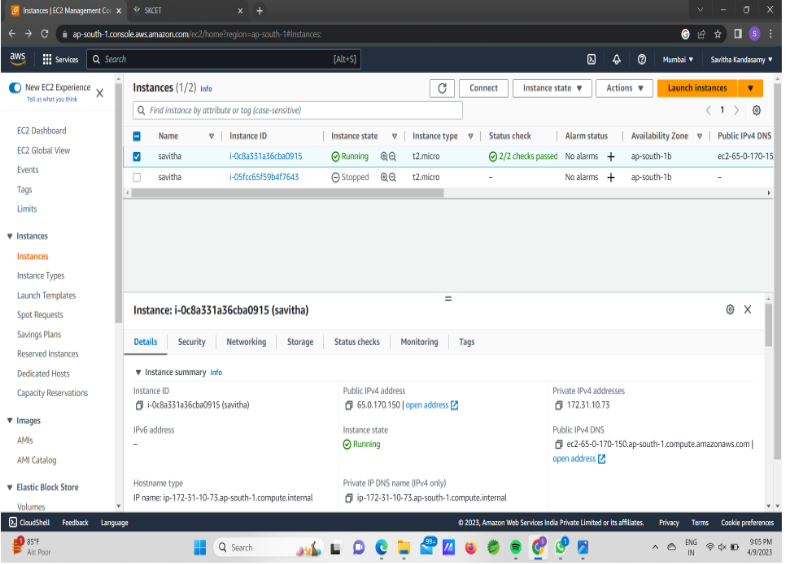 Instances | EC2 Management Con
SKCET
ap-south-1.console.aws.amazon.com/ec2/home?region=ap-south-1#Instances:
aws Services Search [Alt+S] Mumbai ▼ Savitha Kandasamy ▼
New EC2 Experience
Tell us what you think
EC2 Dashboard
EC2 Global View
Events
Tags
Limits
▼ Instances
Instances
Instance Types
Launch Templates
Spot Requests
Savings Plans
Reserved Instances
Dedicated Hosts
Capacity Reservations
▼ Images
AMIs
AMI Catalog
▼ Elastic Block Store
Volumes
Instances (1/2) Info
Connect Instance state ▼ Actions ▼ Launch instances ▼
Find instance by attribute or tag (case-sensitive)
1
Name Instance ID Instance state Instance type Status check Alarm status Availability Zone Public IPv4 DNS
savitha i-0c8a331a36cba0915 Running t2.micro 2/2 checks passed No alarms + ap-south-1b ec2-65-0-170-15
savitha i-05fcc65f59b4f7643 Stopped t2.micro – No alarms + ap-south-1b –
Instance: i-0c8a331a36cba0915 (savitha)
Details Security Networking Storage Status checks Monitoring Tags
▼ Instance summary Info
Instance ID
i-0c8a331a36cba0915 (savitha)
Public IPv4 address
65.0.170.150 | open address
Private IPv4 addresses
172.31.10.73
IPv6 address
–
Instance state
Running
Public IPv4 DNS
ec2-65-0-170-150.ap-south-1.compute.amazonaws.com |
open address
Hostname type
IP name: ip-172-31-10-73.ap-south-1.compute.internal
Private IP DNS name (IPv4 only)
ip-172-31-10-73.ap-south-1.compute.internal
CloudShell Feedback Language
© 2023, Amazon Web Services India Private Limited or its affiliates. Privacy Terms Cookie preferences
85°F
Air: Poor
Search
99+
ENG
IN
9:05 PM
4/9/2023